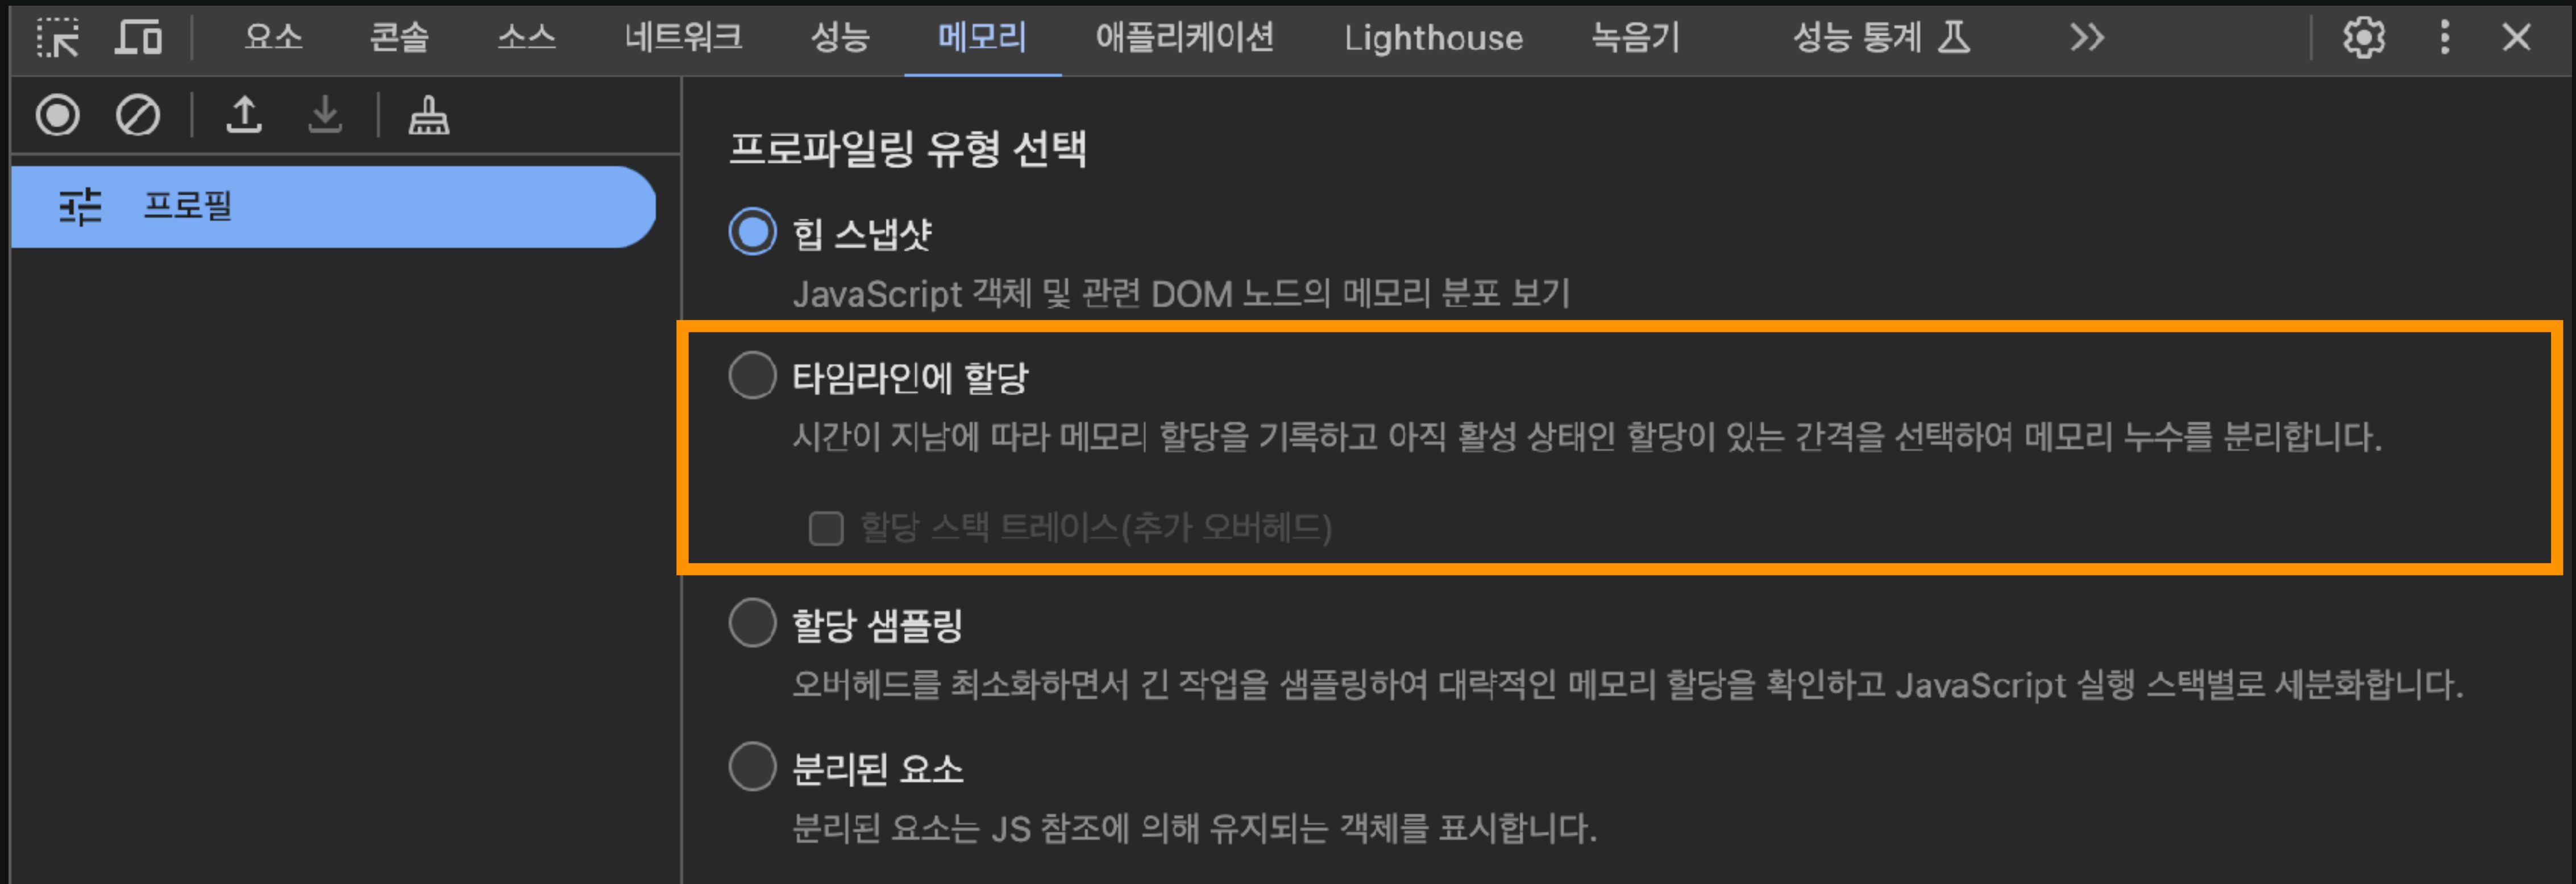 요소 콘솔 소스 네트워크 성능 메모리 애플리케이션 Lighthouse 녹음기 성능 통계
프로필
프로파일링 유형 선택
힙 스냅샷
JavaScript 객체 및 관련 DOM 노드의 메모리 분포 보기
타임라인에 할당
시간이 지남에 따라 메모리 할당을 기록하고 아직 활성 상태인 할당이 있는 간격을 선택하여 메모리 누수를 분리합니다.
할당 스택 트레이스(추가 오버헤드)
할당 샘플링
오버헤드를 최소화하면서 긴 작업을 샘플링하여 대략적인 메모리 할당을 확인하고 JavaScript 실행 스택별로 세분화합니다.
분리된 요소
분리된 요소는 JS 참조에 의해 유지되는 객체를 표시합니다.